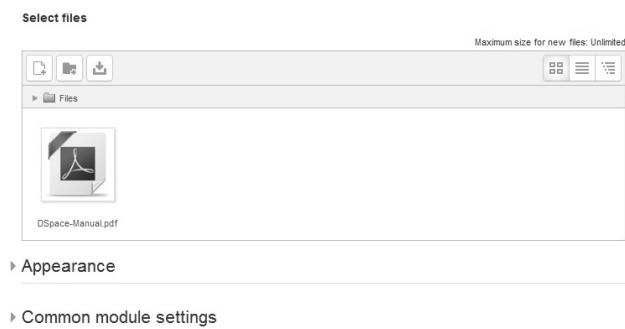 Select files
Maximum size for new files: Unlimited
Files
DSpace-Manual.pdf
Appearance
Common module settings